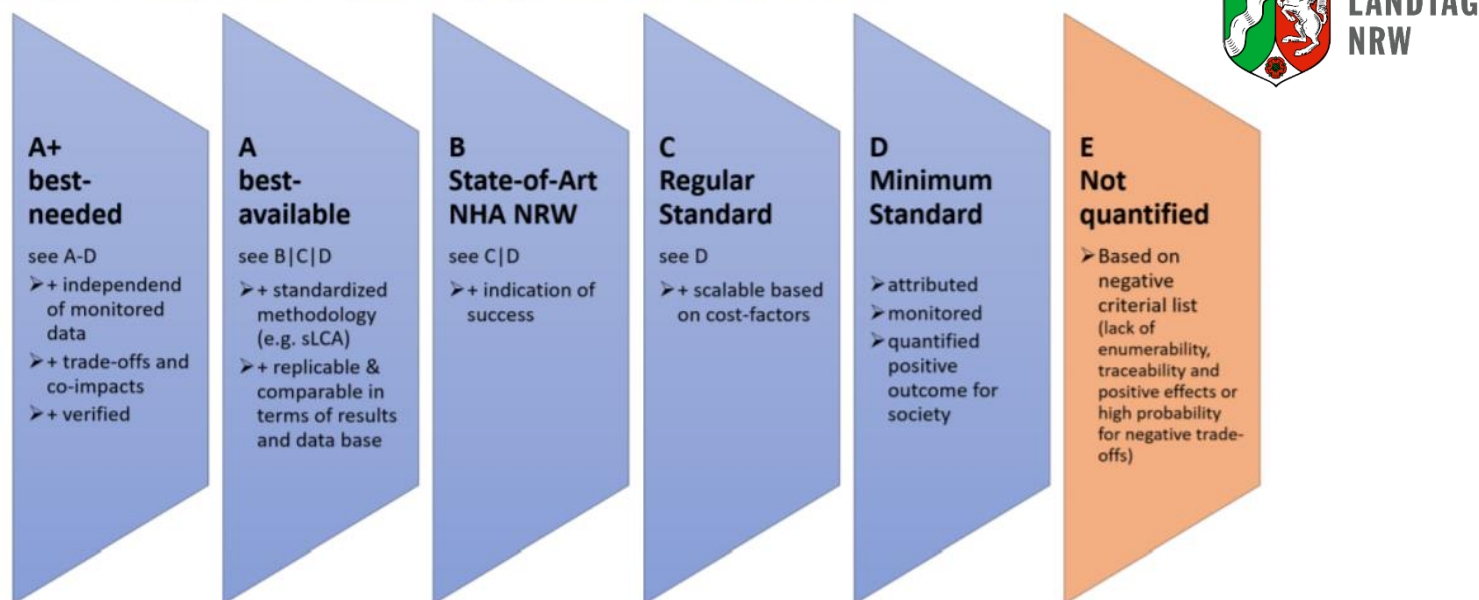 A+
best-
needed
see A-D
➢+ independend
of monitored
data
➢+ trade-offs and
co-impacts
➢+ verified
A
best-
available
see B|C|D
➢+ standardized
methodology
(e.g. sLCA)
➢+ replicable &
comparable in
terms of results
and data base
B
State-of-Art
NHA NRW
see C|D
➢+ indication of
success
C
Regular
Standard
see D
➢+ scalable based
on cost-factors
D
Minimum
Standard
➢attributed
➢monitored
➢quantified
positive
outcome for
society
E
Not
quantified
➢Based on
negative
criterial list
(lack of
enumerability,
traceability and
positive effects or
high probability
for negative trade-
offs)
LANDTAG
NRW